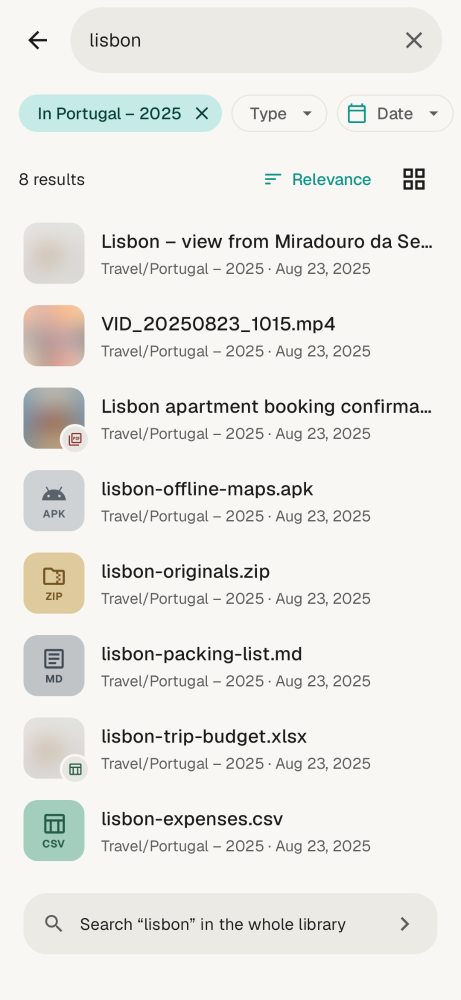 lisbon
In Portugal – 2025
Type
Date
8 results
Relevance
Lisbon – view from Miradouro da Se...
Travel/Portugal – 2025 · Aug 23, 2025
VID_20250823_1015.mp4
Travel/Portugal – 2025 · Aug 23, 2025
Lisbon apartment booking confirma...
Travel/Portugal – 2025 · Aug 23, 2025
PDF
lisbon-offline-maps.apk
APK
Travel/Portugal – 2025 · Aug 23, 2025
lisbon-originals.zip
ZIP
Travel/Portugal – 2025 · Aug 23, 2025
lisbon-packing-list.md
MD
Travel/Portugal – 2025 · Aug 23, 2025
lisbon-trip-budget.xlsx
Travel/Portugal – 2025 · Aug 23, 2025
lisbon-expenses.csv
CSV
Travel/Portugal – 2025 · Aug 23, 2025
Search “lisbon” in the whole library